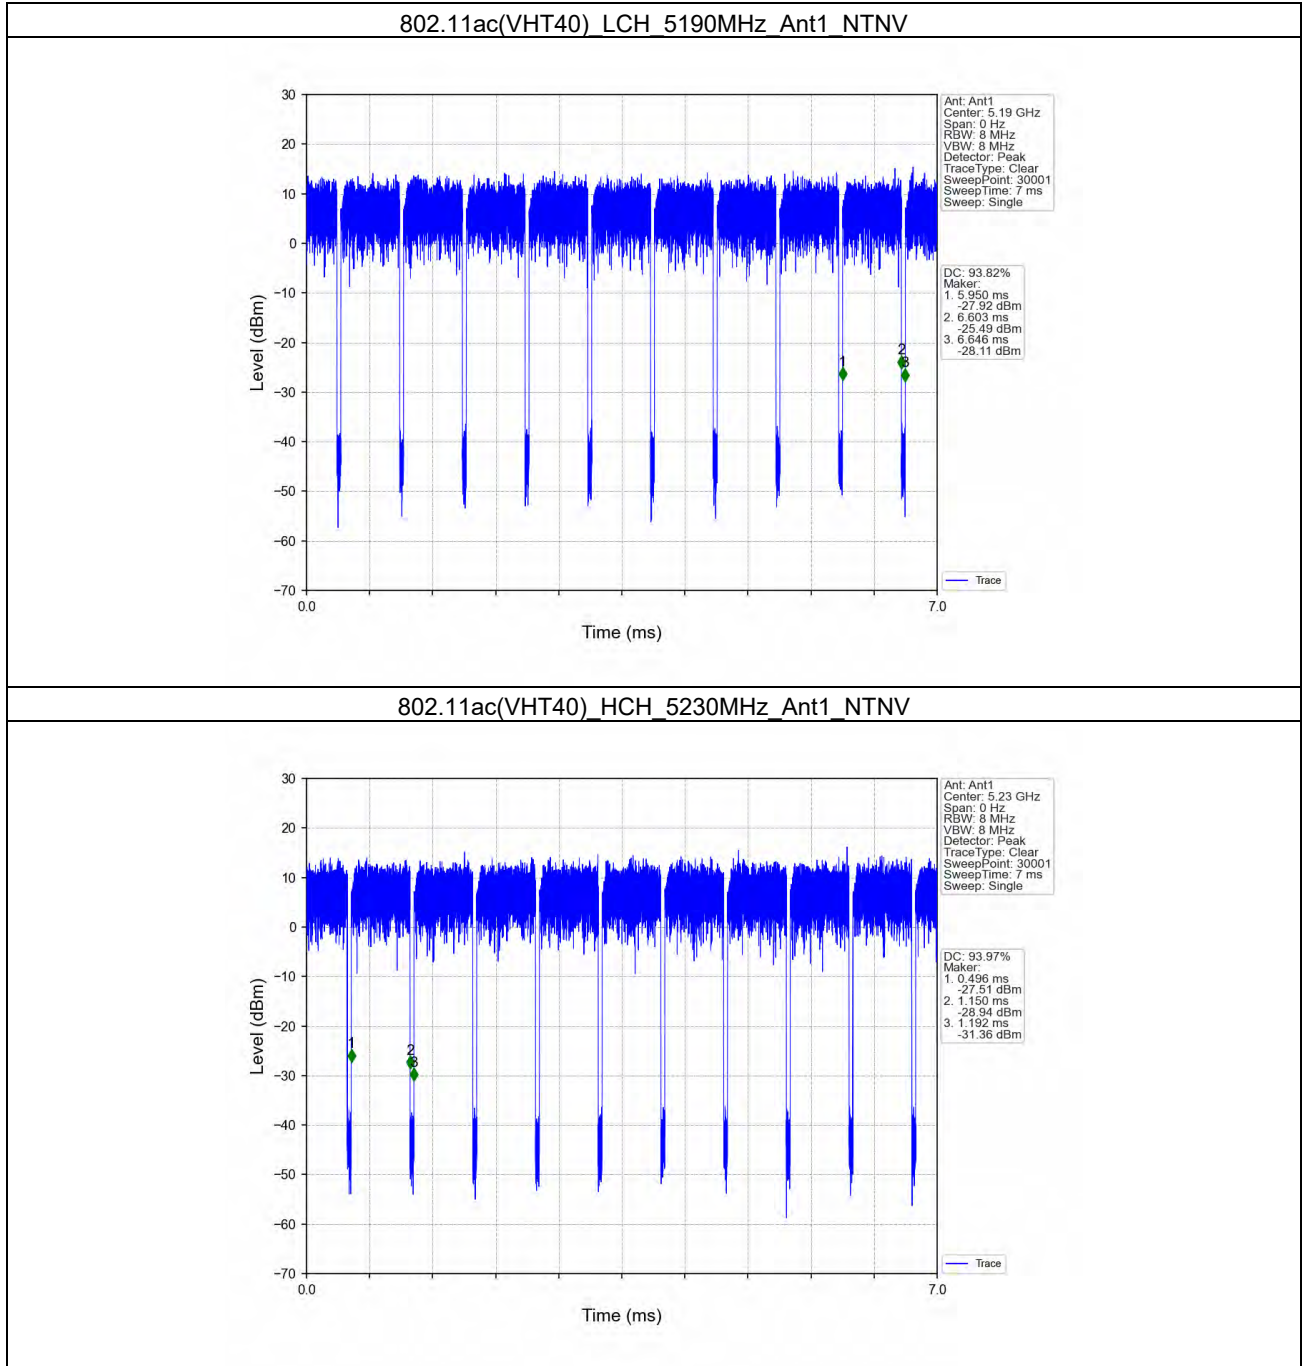 802.11ac(VHT40)_LCH_5190MHz_Ant1_NTNV
30
20
10
0
−10
−20
−30
−40
−50
−60
−70
Level (dBm)
0.0
7.0
Time (ms)
Ant: Ant1
Center: 5.19 GHz
Span: 0 Hz
RBW: 8 MHz
VBW: 8 MHz
Detector: Peak
TraceType: Clear
SweepPoint: 30001
SweepTime: 7 ms
Sweep: Single
DC: 93.82%
Maker:
1. 5.950 ms
-27.92 dBm
2. 6.603 ms
-25.49 dBm
3. 6.646 ms
-28.11 dBm
1
2
3
Trace
802.11ac(VHT40)_HCH_5230MHz_Ant1_NTNV
30
20
10
0
−10
−20
−30
−40
−50
−60
−70
Level (dBm)
0.0
7.0
Time (ms)
Ant: Ant1
Center: 5.23 GHz
Span: 0 Hz
RBW: 8 MHz
VBW: 8 MHz
Detector: Peak
TraceType: Clear
SweepPoint: 30001
SweepTime: 7 ms
Sweep: Single
DC: 93.97%
Maker:
1. 0.496 ms
-27.51 dBm
2. 1.150 ms
-28.94 dBm
3. 1.192 ms
-31.36 dBm
1
2
3
Trace